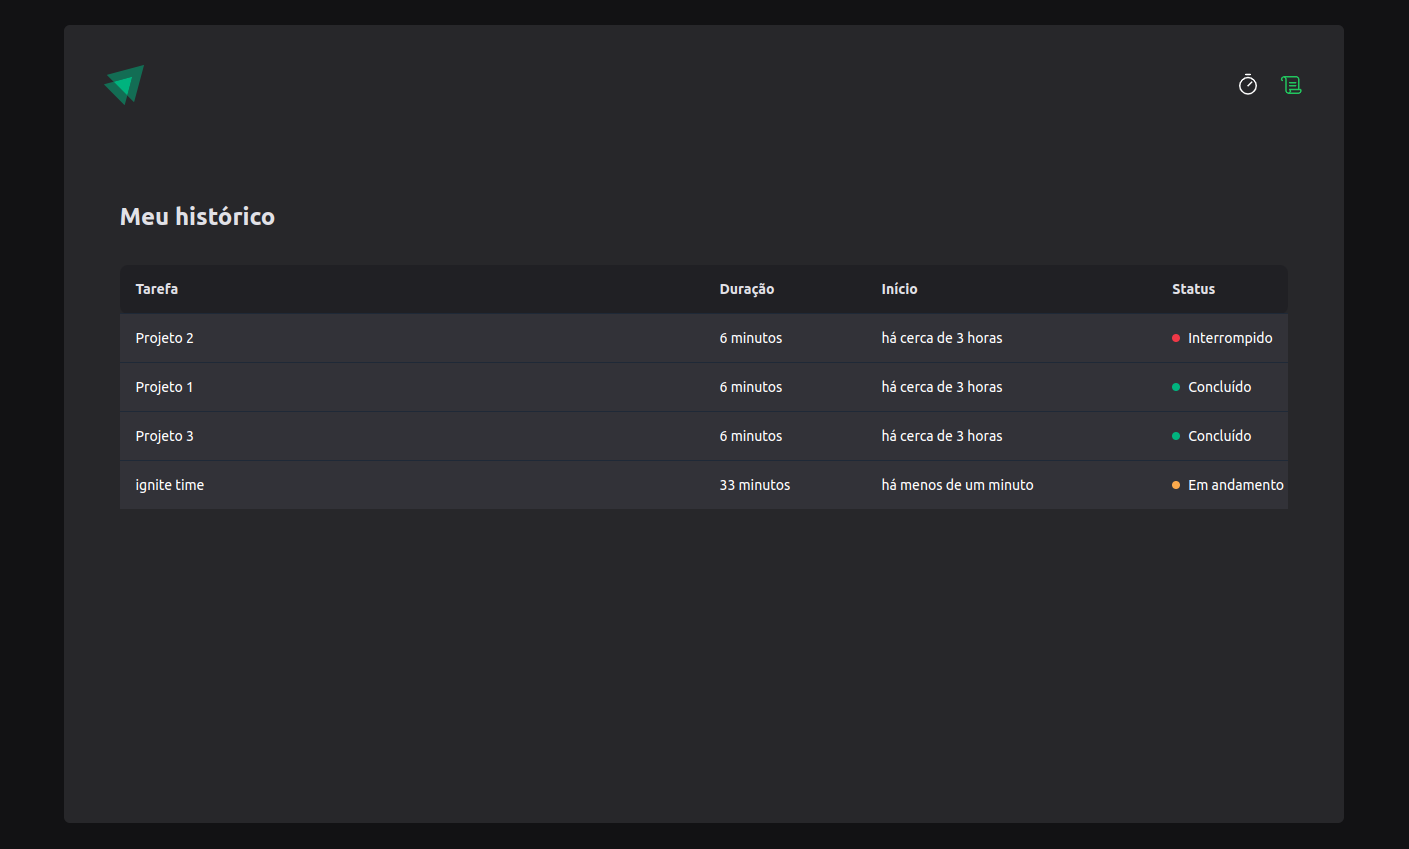 Meu histórico
Tarefa Duração Início Status
Projeto 2 6 minutos há cerca de 3 horas Interrompido
Projeto 1 6 minutos há cerca de 3 horas Concluído
Projeto 3 6 minutos há cerca de 3 horas Concluído
ignite time 33 minutos há menos de um minuto Em andamento